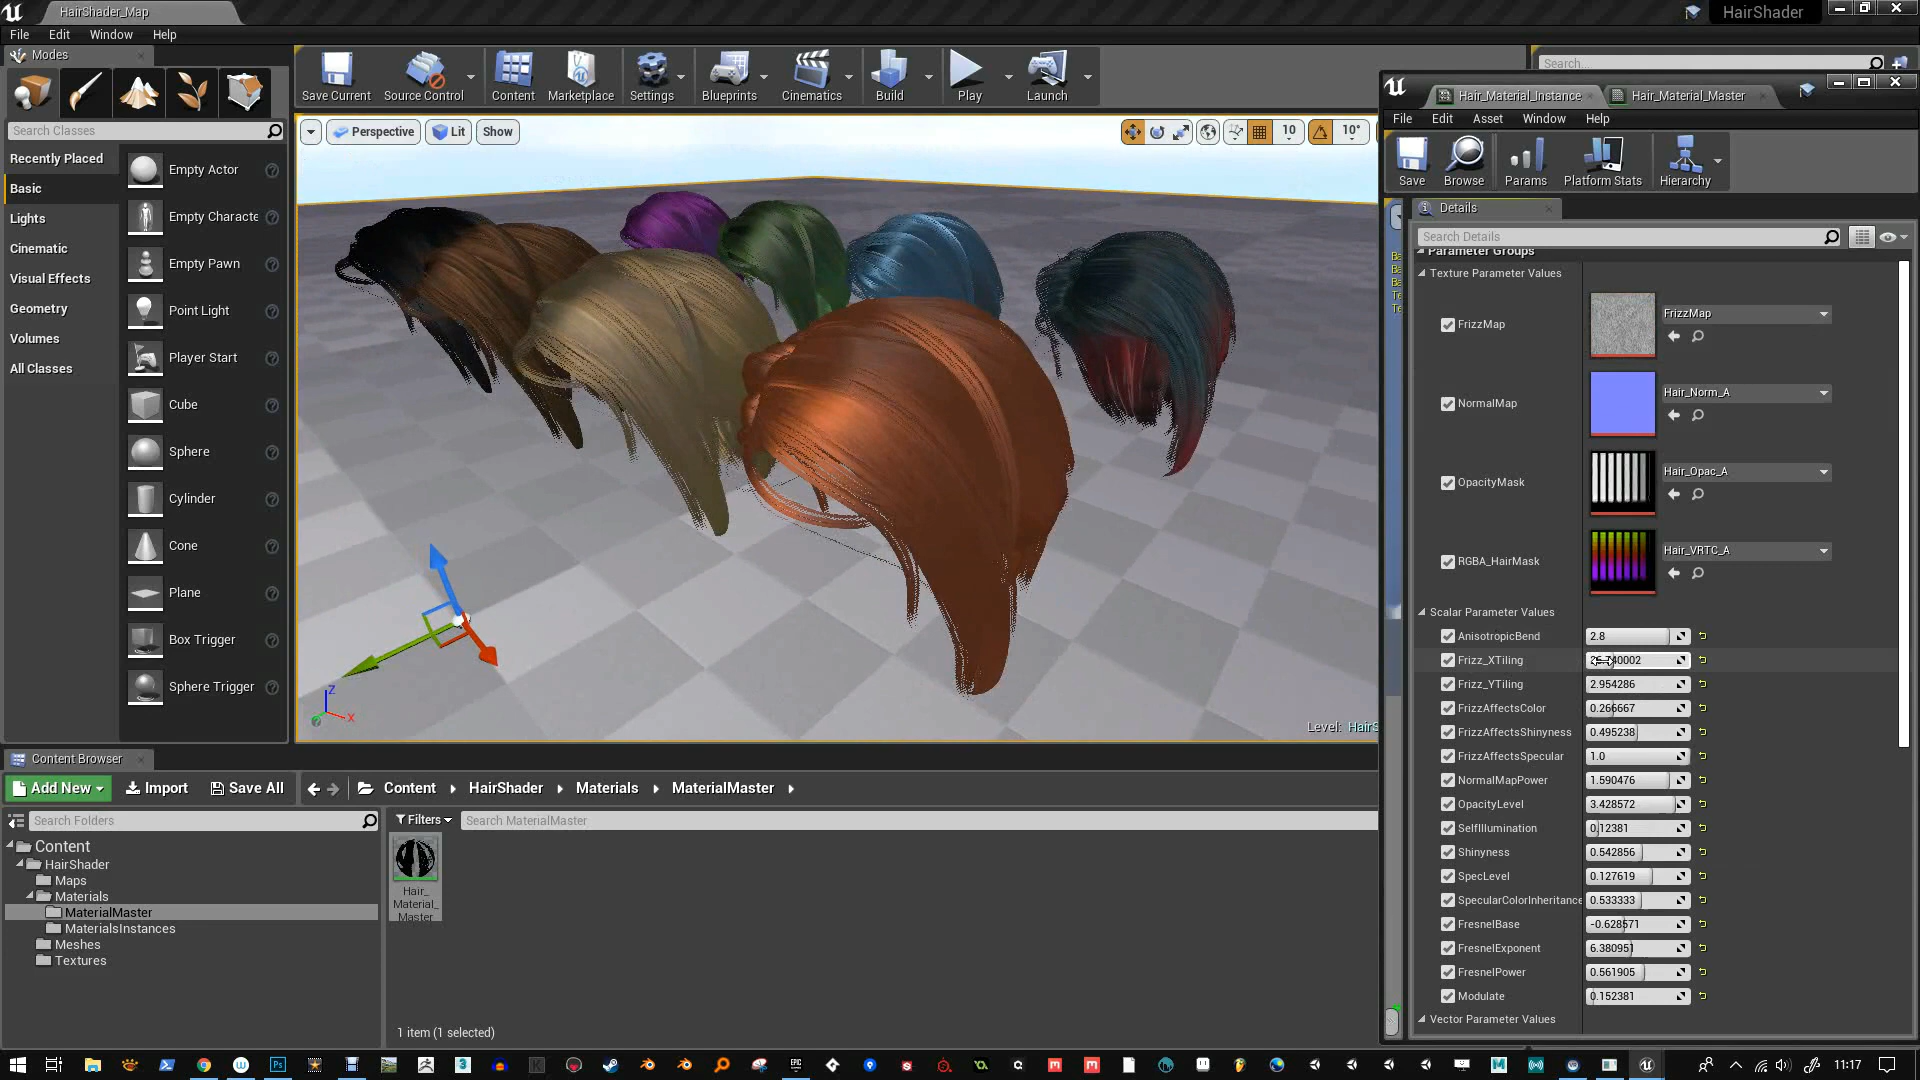 HairShader_Map
HairShader
File Edit Window Help
Modes
Search Classes
Recently Placed
Basic
Lights
Cinematic
Visual Effects
Geometry
Volumes
All Classes
Empty Actor
Empty Characte
Empty Pawn
Point Light
Player Start
Cube
Sphere
Cylinder
Cone
Plane
Box Trigger
Sphere Trigger
Save Current
Source Control
Content
Marketplace
Settings
Blueprints
Cinematics
Build
Play
Launch
Search...
Perspective
Lit
Show
10
10°
Z
X
Level: HairS
Hair_Material_Instance
Hair_Material_Master
File Edit Asset Window Help
Save
Browse
Params
Platform Stats
Hierarchy
Details
Search Details
Parameter Groups
Texture Parameter Values
FrizzMap
FrizzMap
NormalMap
Hair_Norm_A
OpacityMask
Hair_Opac_A
RGBA_HairMask
Hair_VRTC_A
Scalar Parameter Values
AnisotropicBend 2.8
Frizz_XTiling
Frizz_YTiling 2.954286
FrizzAffectsColor 0.266667
FrizzAffectsShinyness 0.495238
FrizzAffectsSpecular 1.0
NormalMapPower 1.590476
OpacityLevel 3.428572
SelfIllumination 0.12381
Shinyness 0.542856
SpecLevel 0.127619
SpecularColorInheritance 0.533333
FresnelBase -0.628571
FresnelExponent 6.380951
FresnelPower 0.561905
Modulate 0.152381
Vector Parameter Values
Content Browser
Add New
Import
Save All
Content HairShader Materials MaterialMaster
Search Folders
Filters
Search MaterialMaster
Content
HairShader
Maps
Materials
MaterialMaster
MaterialsInstances
Meshes
Textures
Hair_
Material_
Master
1 item (1 selected)
11:17